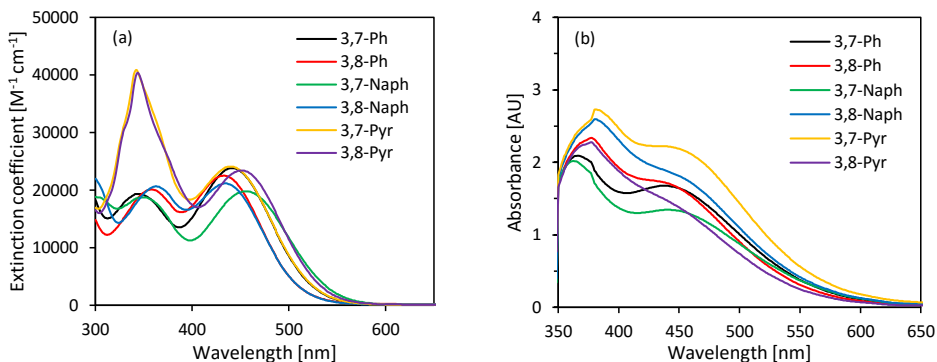 (a)
Extinction coefficient [M⁻¹ cm⁻¹]
50000
40000
30000
20000
10000
0
300
400
500
600
Wavelength [nm]
3,7-Ph
3,8-Ph
3,7-Naph
3,8-Naph
3,7-Pyr
3,8-Pyr
(b)
Absorbance [AU]
4
3
2
1
0
350
400
450
500
550
600
650
Wavelength [nm]
3,7-Ph
3,8-Ph
3,7-Naph
3,8-Naph
3,7-Pyr
3,8-Pyr